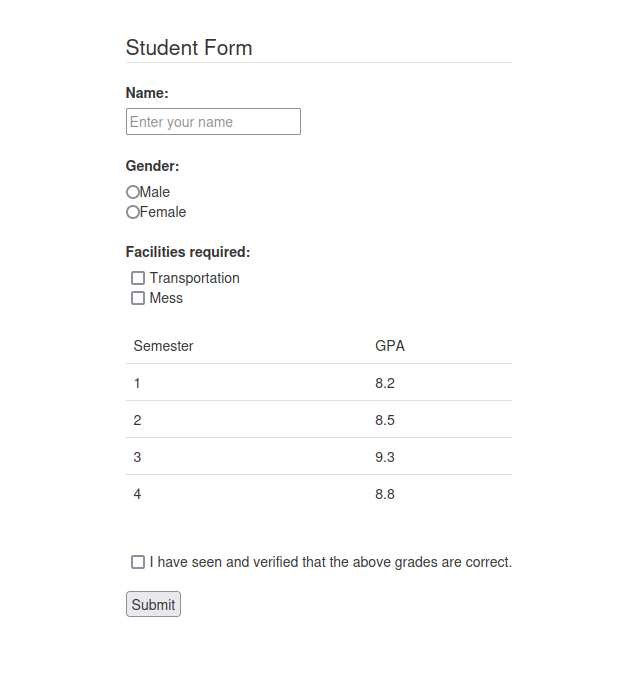 Student Form
Name:
Enter your name
Gender:
Male
Female
Facilities required:
Transportation
Mess
Semester GPA
1 8.2
2 8.5
3 9.3
4 8.8
I have seen and verified that the above grades are correct.
Submit